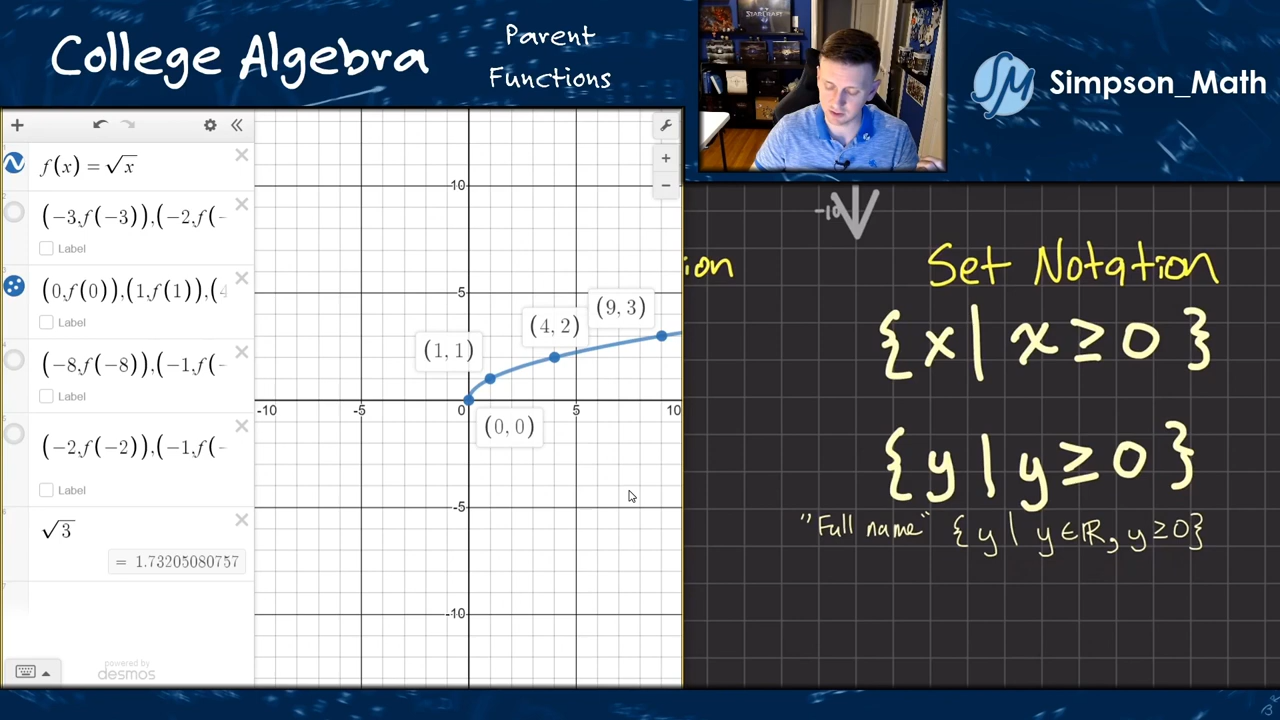 College Algebra
Parent
Functions
STARCRAFT
Simpson_Math
f(x) = √x
(−3,f(−3)),(−2,f(−
Label
(0,f(0)),(1,f(1)),(4
Label
(−8,f(−8)),(−1,f(−
Label
(−2,f(−2)),(−1,f(−
Label
√3
= 1.73205080757
powered by
desmos
10
5
-10
-5
0
5
10
-5
-10
(1, 1)
(4, 2)
(9, 3)
(0, 0)
-10
ion
Set Notation
{x| x ≥ 0}
{y| y ≥ 0}
"Full name" {y| y∈ℝ, y≥0}